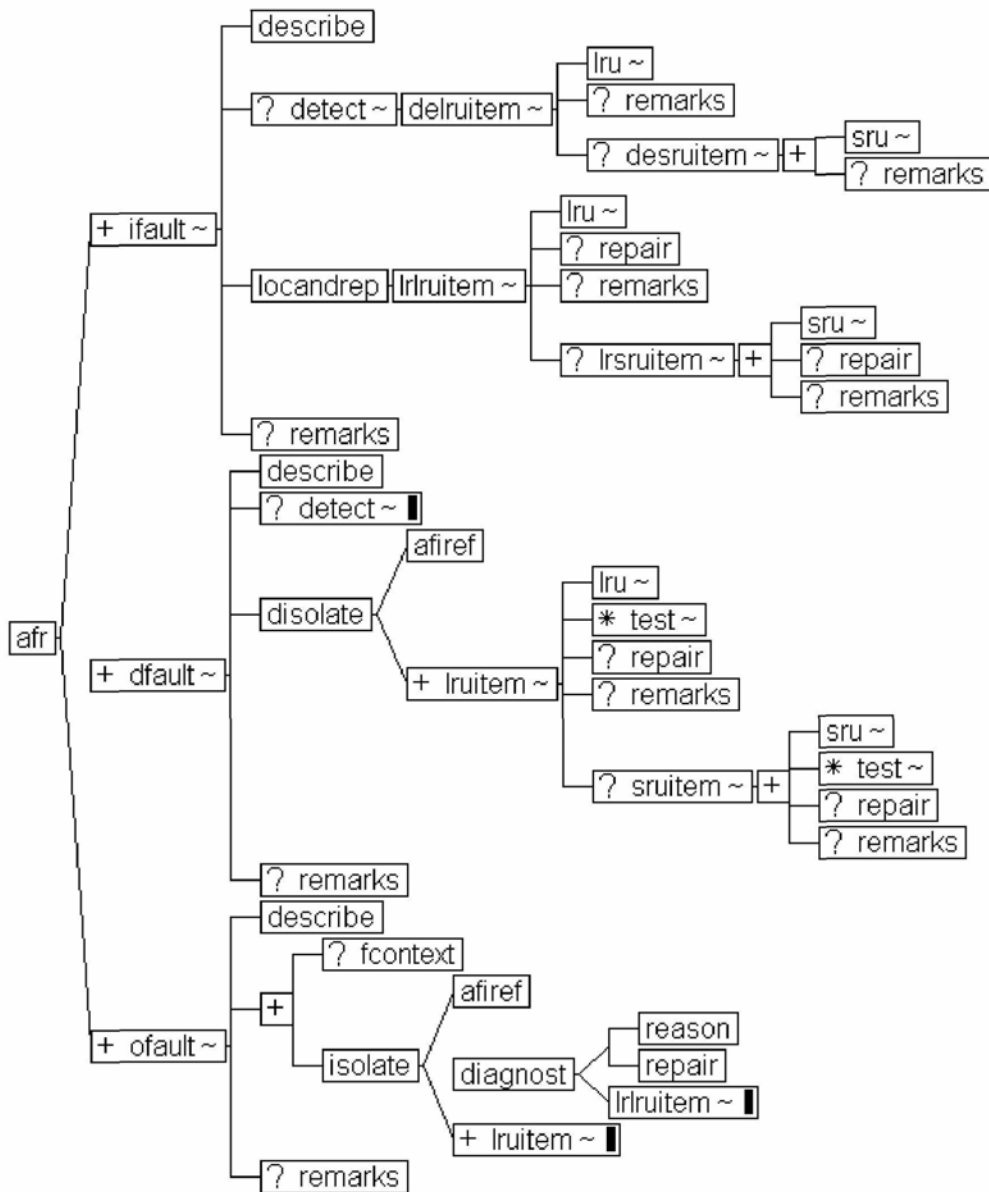 describe
lru ~
? detect ~ delruitem ~
? remarks
? desruitem ~ +
sru ~
? remarks
+ ifault ~
lru ~
? repair
locandrep lrlruitem ~
? remarks
? lrsruitem ~ +
sru ~
? repair
? remarks
? remarks
describe
? detect ~
afr
+ dfault ~
disolate
afiref
+ lruitem ~
lru ~
* test ~
? repair
? remarks
? sruitem ~ +
sru ~
* test ~
? repair
? remarks
? remarks
+ ofault ~
describe
+
? fcontext
isolate
afiref
diagnost
reason
repair
lrlruitem ~
+ lruitem ~
? remarks